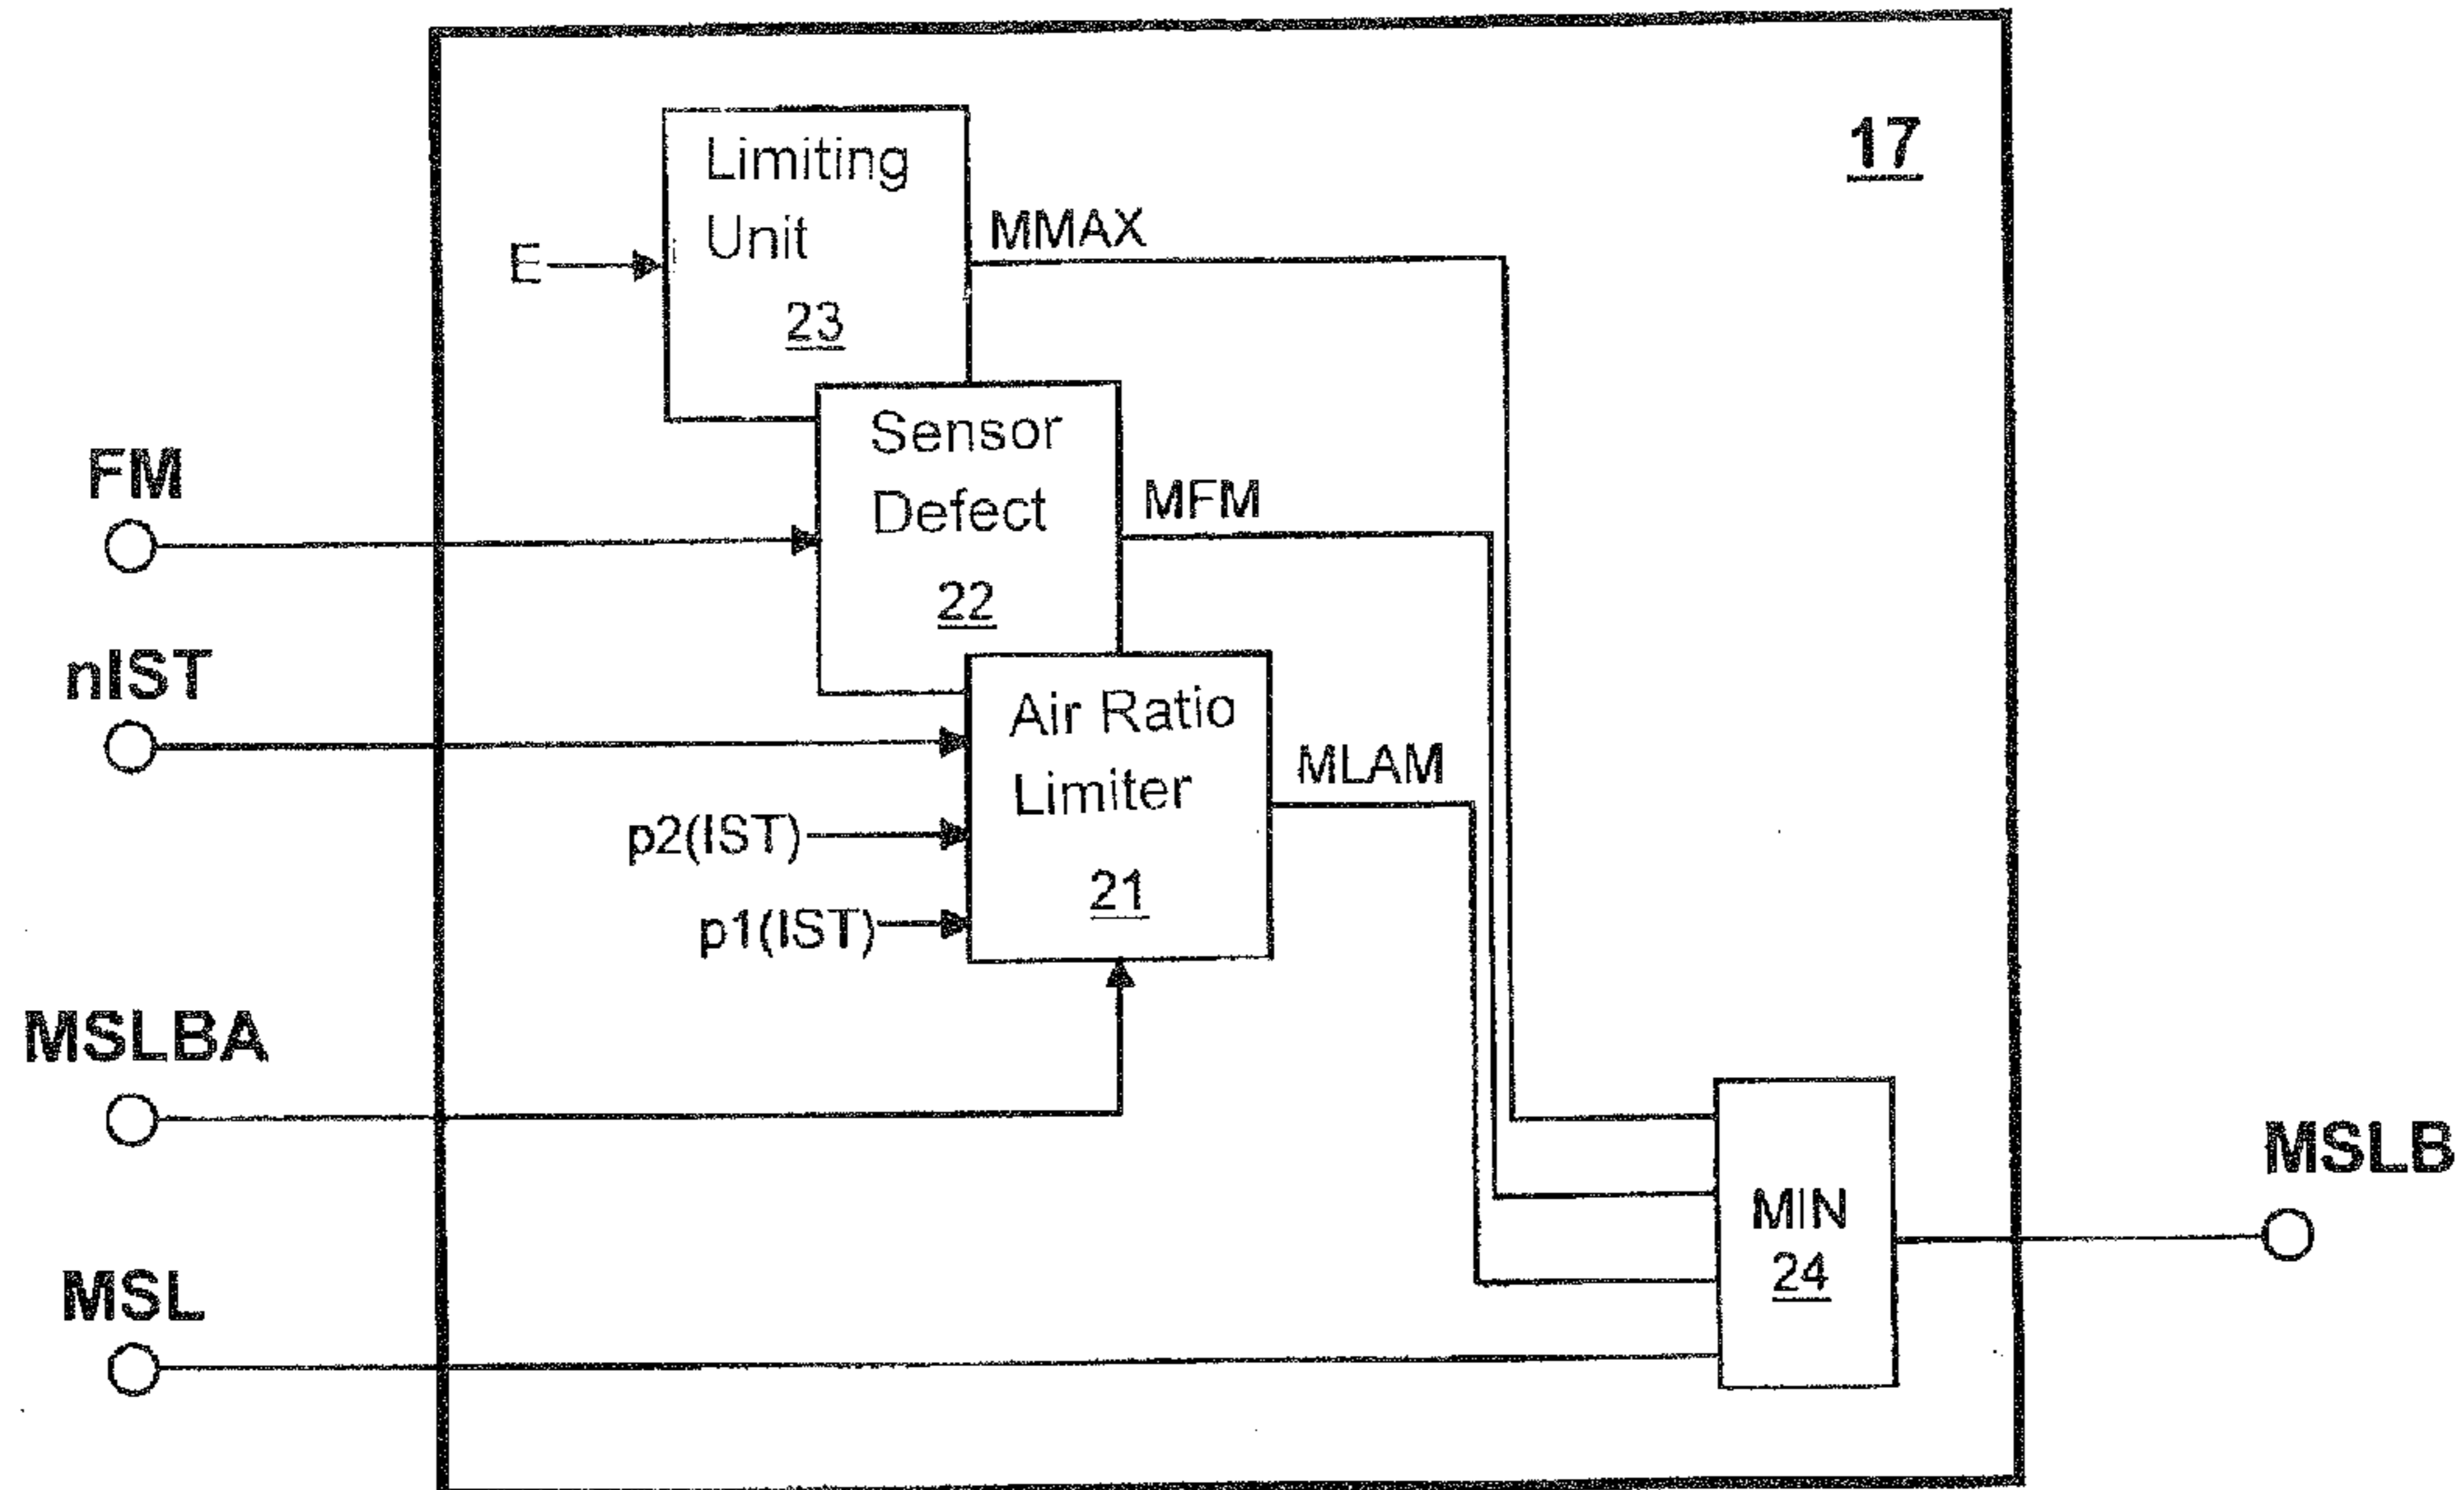 17
Limiting
Unit
23
E
MMAX
FM
Sensor
Defect
22
MFM
nIST
Air Ratio
Limiter
21
p2(IST)
p1(IST)
MLAM
MSLBA
MSL
MIN
24
MSLB